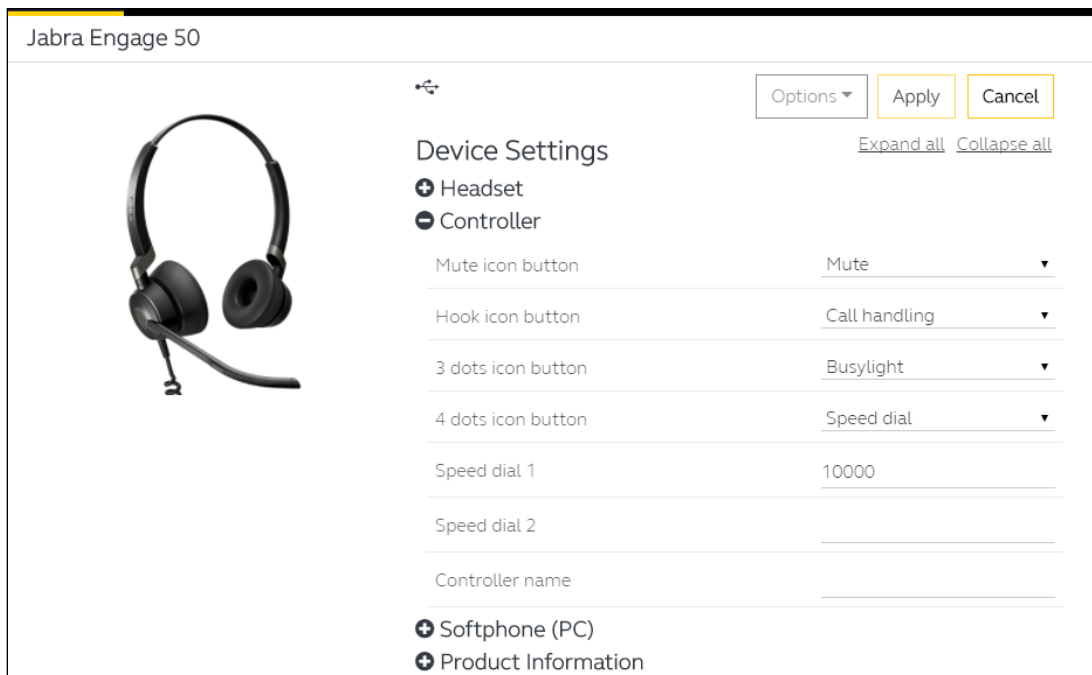 Jabra Engage 50
Options Apply Cancel
Expand all Collapse all
Device Settings
Headset
Controller
Mute icon button Mute
Hook icon button Call handling
3 dots icon button Busylight
4 dots icon button Speed dial
Speed dial 1 10000
Speed dial 2
Controller name
Softphone (PC)
Product Information